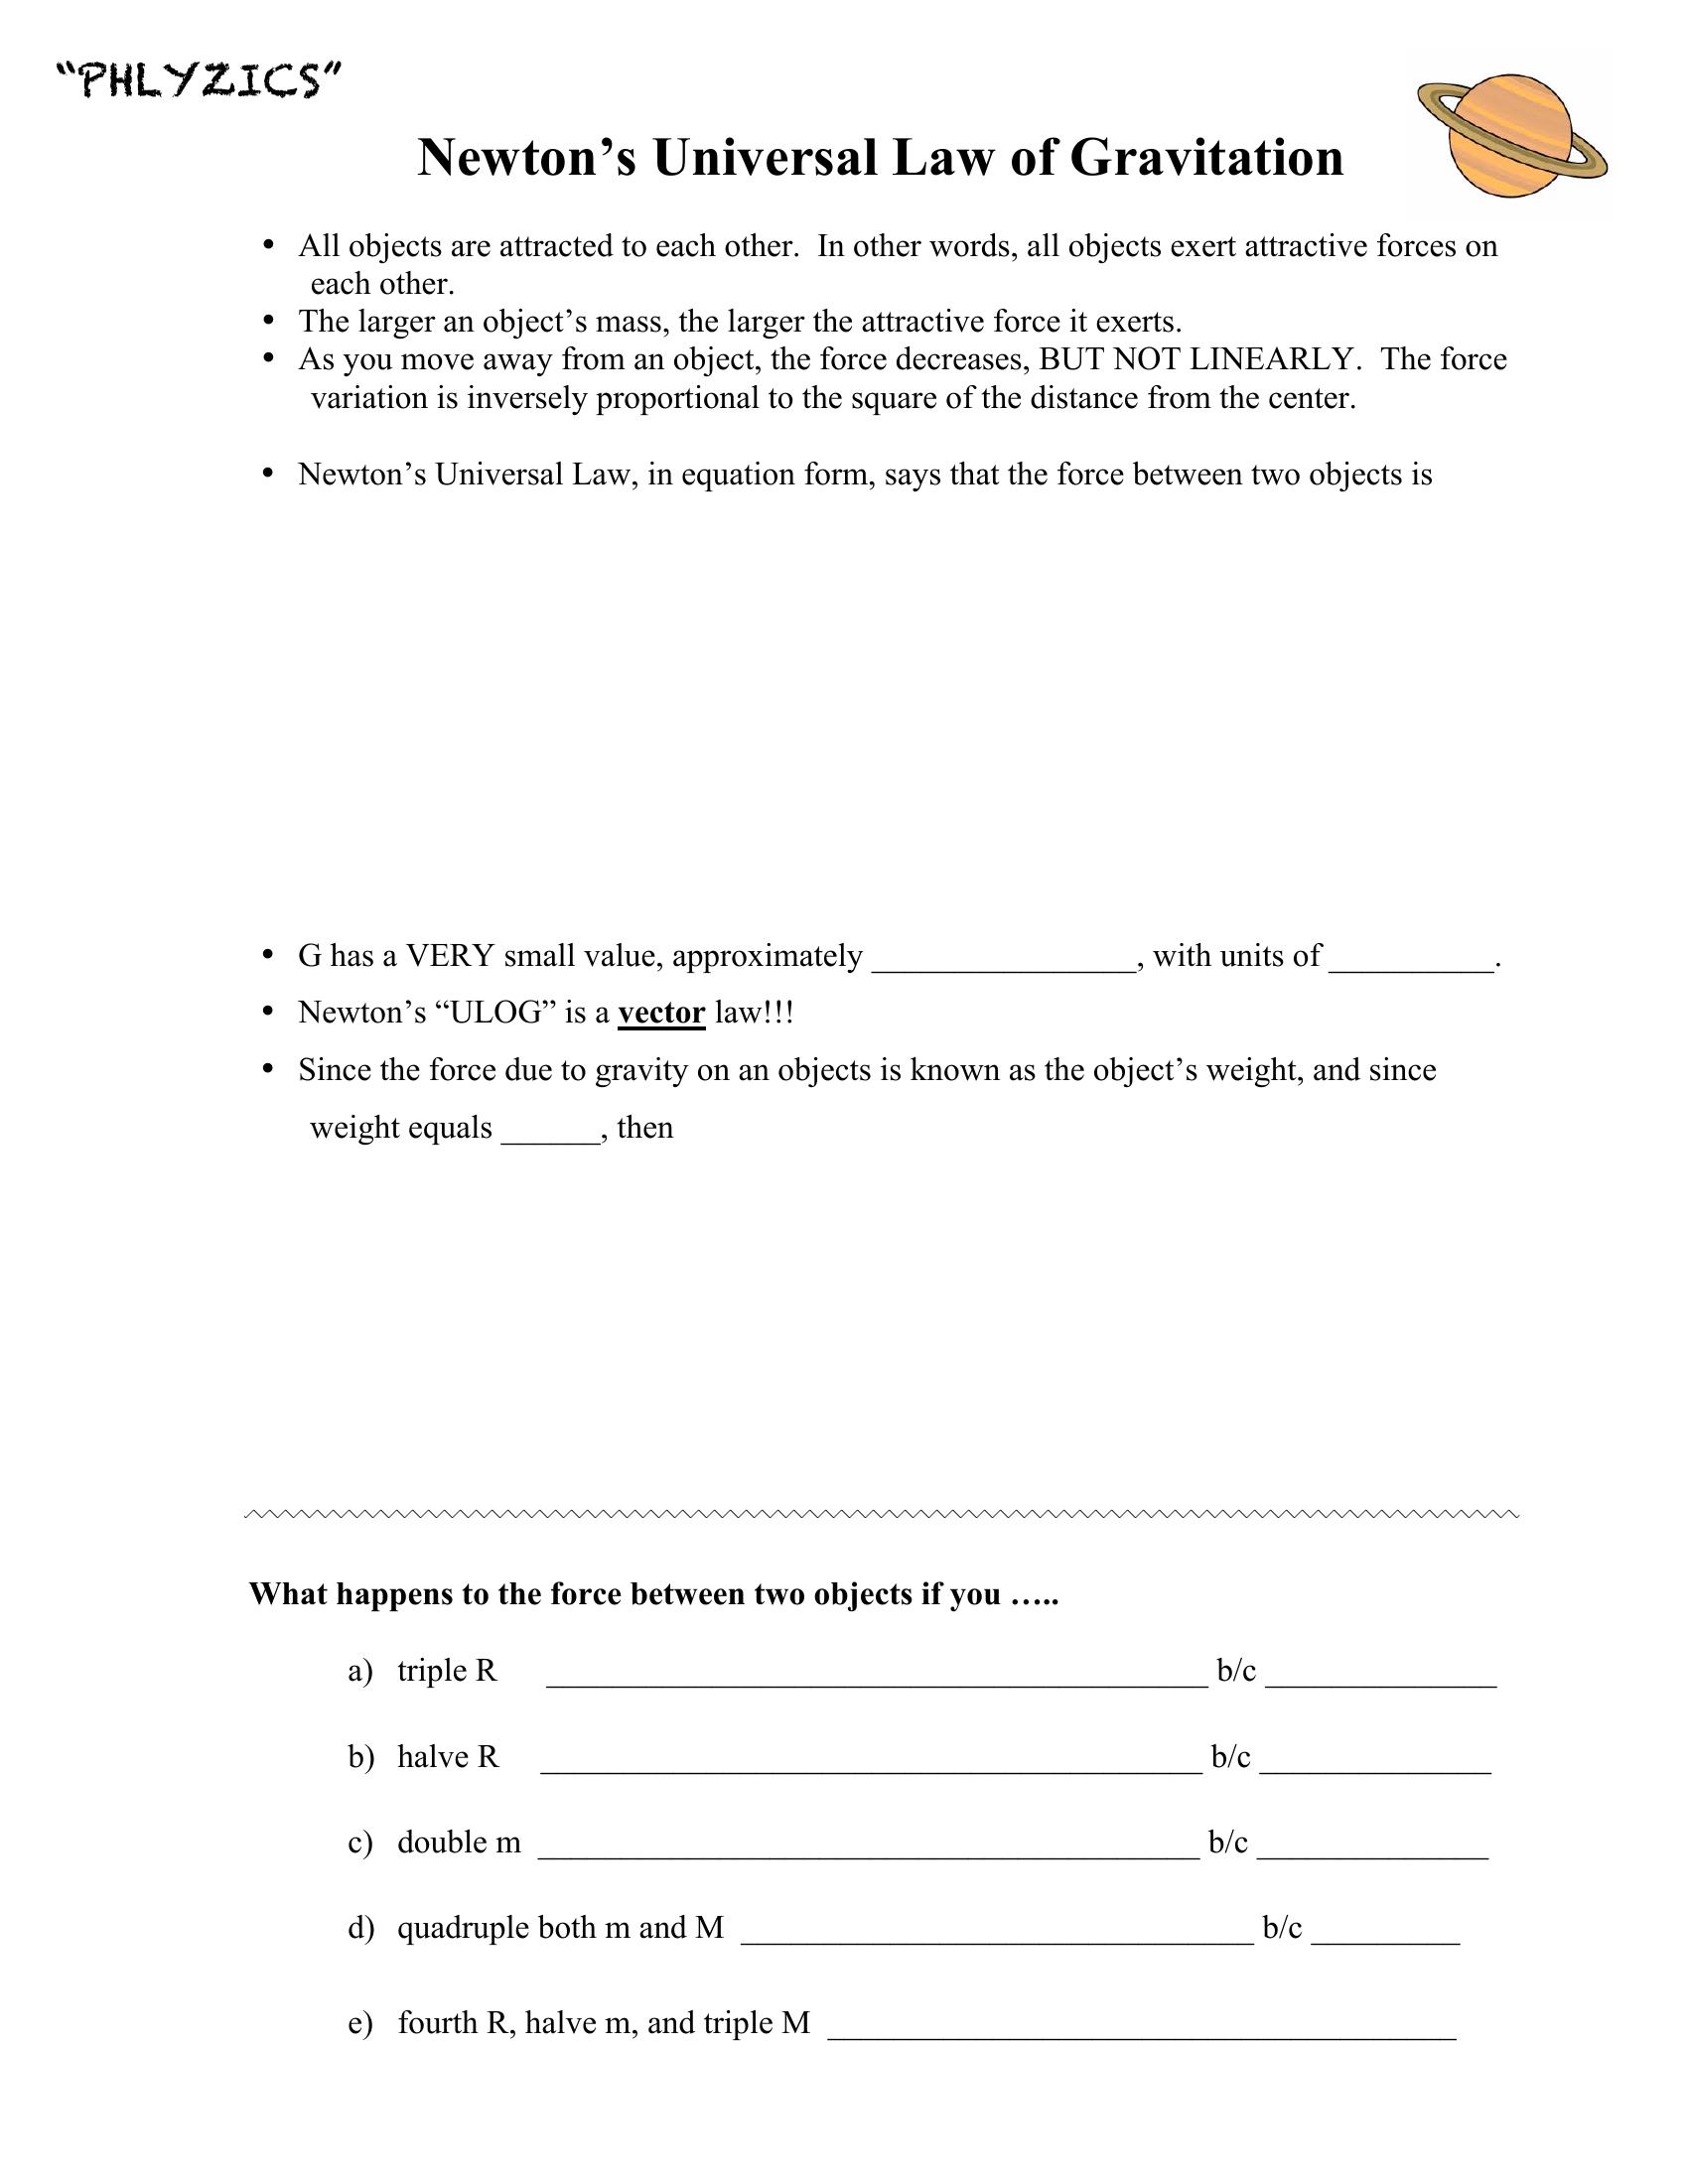 “PHLYZICS”
Newton’s Universal Law of Gravitation
• All objects are attracted to each other.  In other words, all objects exert attractive forces on
each other.
• The larger an object’s mass, the larger the attractive force it exerts.
• As you move away from an object, the force decreases, BUT NOT LINEARLY.  The force
variation is inversely proportional to the square of the distance from the center.
• Newton’s Universal Law, in equation form, says that the force between two objects is
• G has a VERY small value, approximately ________________, with units of __________.
• Newton’s “ULOG” is a vector law!!!
• Since the force due to gravity on an objects is known as the object’s weight, and since
weight equals ______, then
What happens to the force between two objects if you …..
a) triple R ________________________________________ b/c ______________
b) halve R ________________________________________ b/c ______________
c) double m ________________________________________ b/c ______________
d) quadruple both m and M _______________________________ b/c _________
e) fourth R, halve m, and triple M ______________________________________